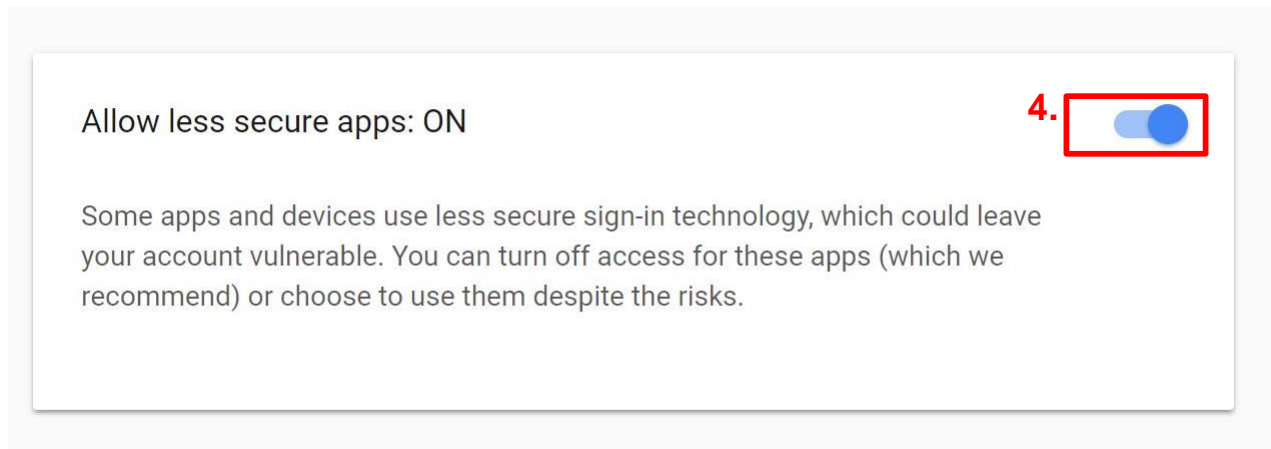 Allow less secure apps: ON
4.
Some apps and devices use less secure sign-in technology, which could leave
your account vulnerable. You can turn off access for these apps (which we
recommend) or choose to use them despite the risks.